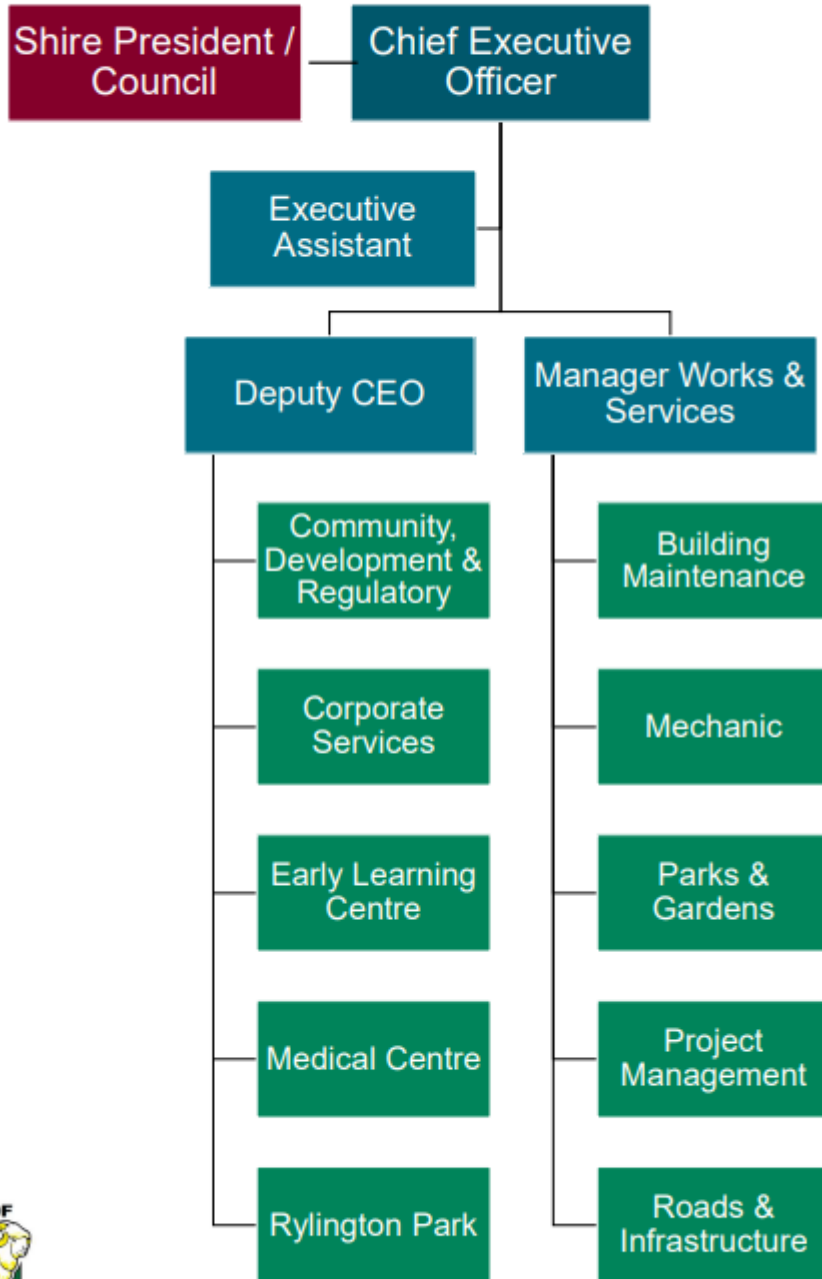 Shire President /
Council
Chief Executive
Officer
Executive
Assistant
Deputy CEO
Manager Works &
Services
Community,
Development &
Regulatory
Building
Maintenance
Corporate
Services
Mechanic
Early Learning
Centre
Parks &
Gardens
Medical Centre
Project
Management
Rylington Park
Roads &
Infrastructure